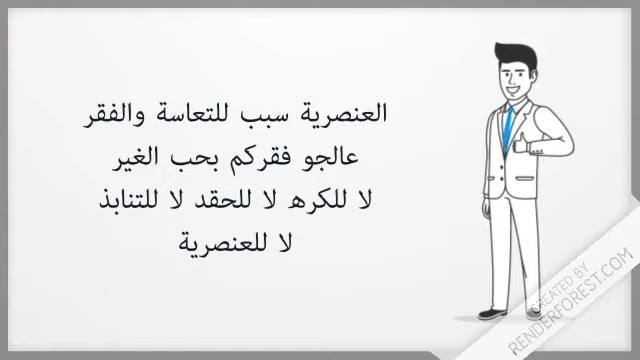 العنصرية سبب للتعاسة والفقر
عالجو فقركم بحب الغير
لا للكره لا للحقد لا للتنابذ
لا للعنصرية
CREATED BY
RENDERFOREST.COM